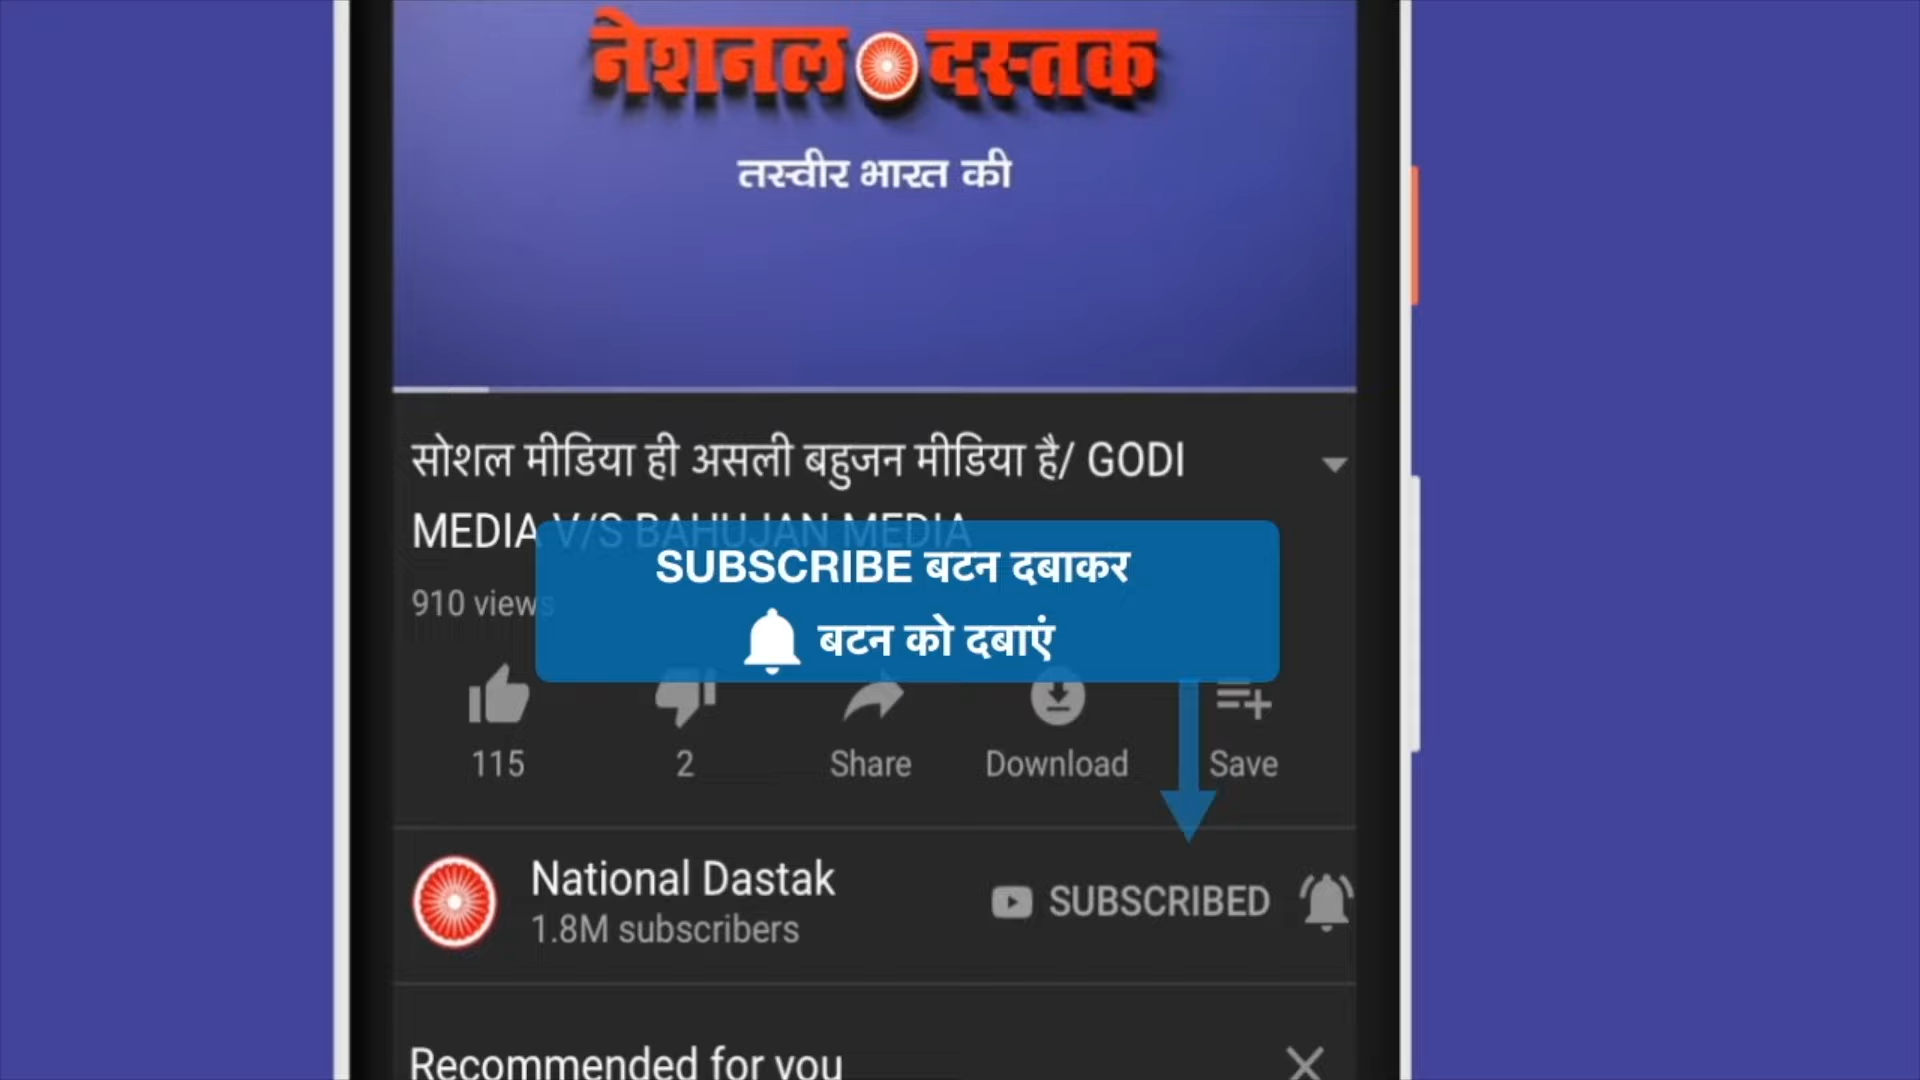 नेशनल दस्तक
तस्वीर भारत की
सोशल मीडिया ही असली बहुजन मीडिया है/ GODI
MEDIA V/S BAHUJAN MEDIA
SUBSCRIBE बटन दबाकर
बटन को दबाएं
910 views
115
2
Share
Download
Save
National Dastak
1.8M subscribers
SUBSCRIBED
Recommended for you